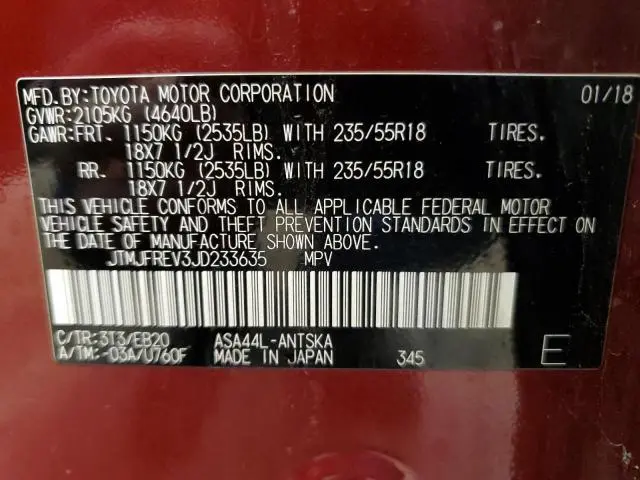 MFD.BY:TOYOTA MOTOR CORPORATION 01/18
GVWR:2105KG (4640LB)
GAWR:FRT. 1150KG (2535LB) WITH 235/55R18 TIRES.
18X7 1/2J RIMS.
RR. 1150KG (2535LB) WITH 235/55R18 TIRES.
18X7 1/2J RIMS.
THIS VEHICLE CONFORMS TO ALL APPLICABLE FEDERAL MOTOR
VEHICLE SAFETY AND THEFT PREVENTION STANDARDS IN EFFECT ON
THE DATE OF MANUFACTURE SHOWN ABOVE.
JTMJFREV3JD233635 MPV
C/TR:3T3/EB20 ASA44L-ANTSKA
A/TM:-03A/U760F MADE IN JAPAN 345 E